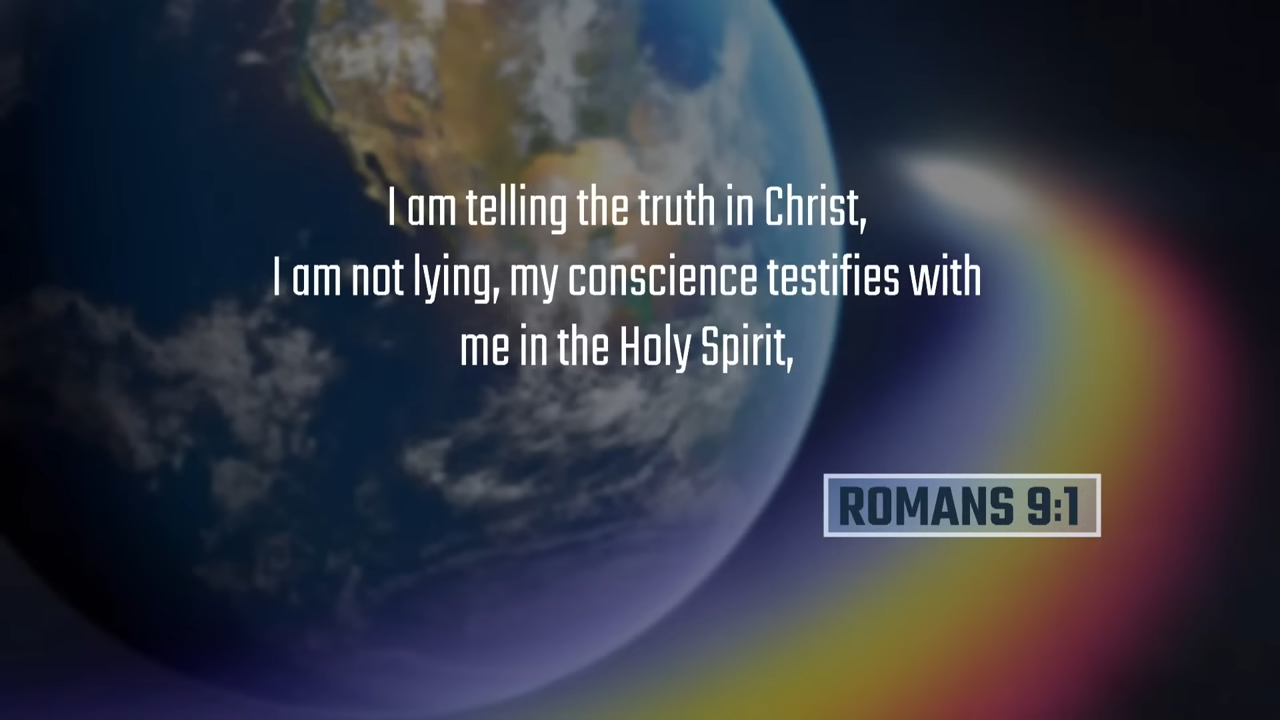 I am telling the truth in Christ,
I am not lying, my conscience testifies with
me in the Holy Spirit,
ROMANS 9:1